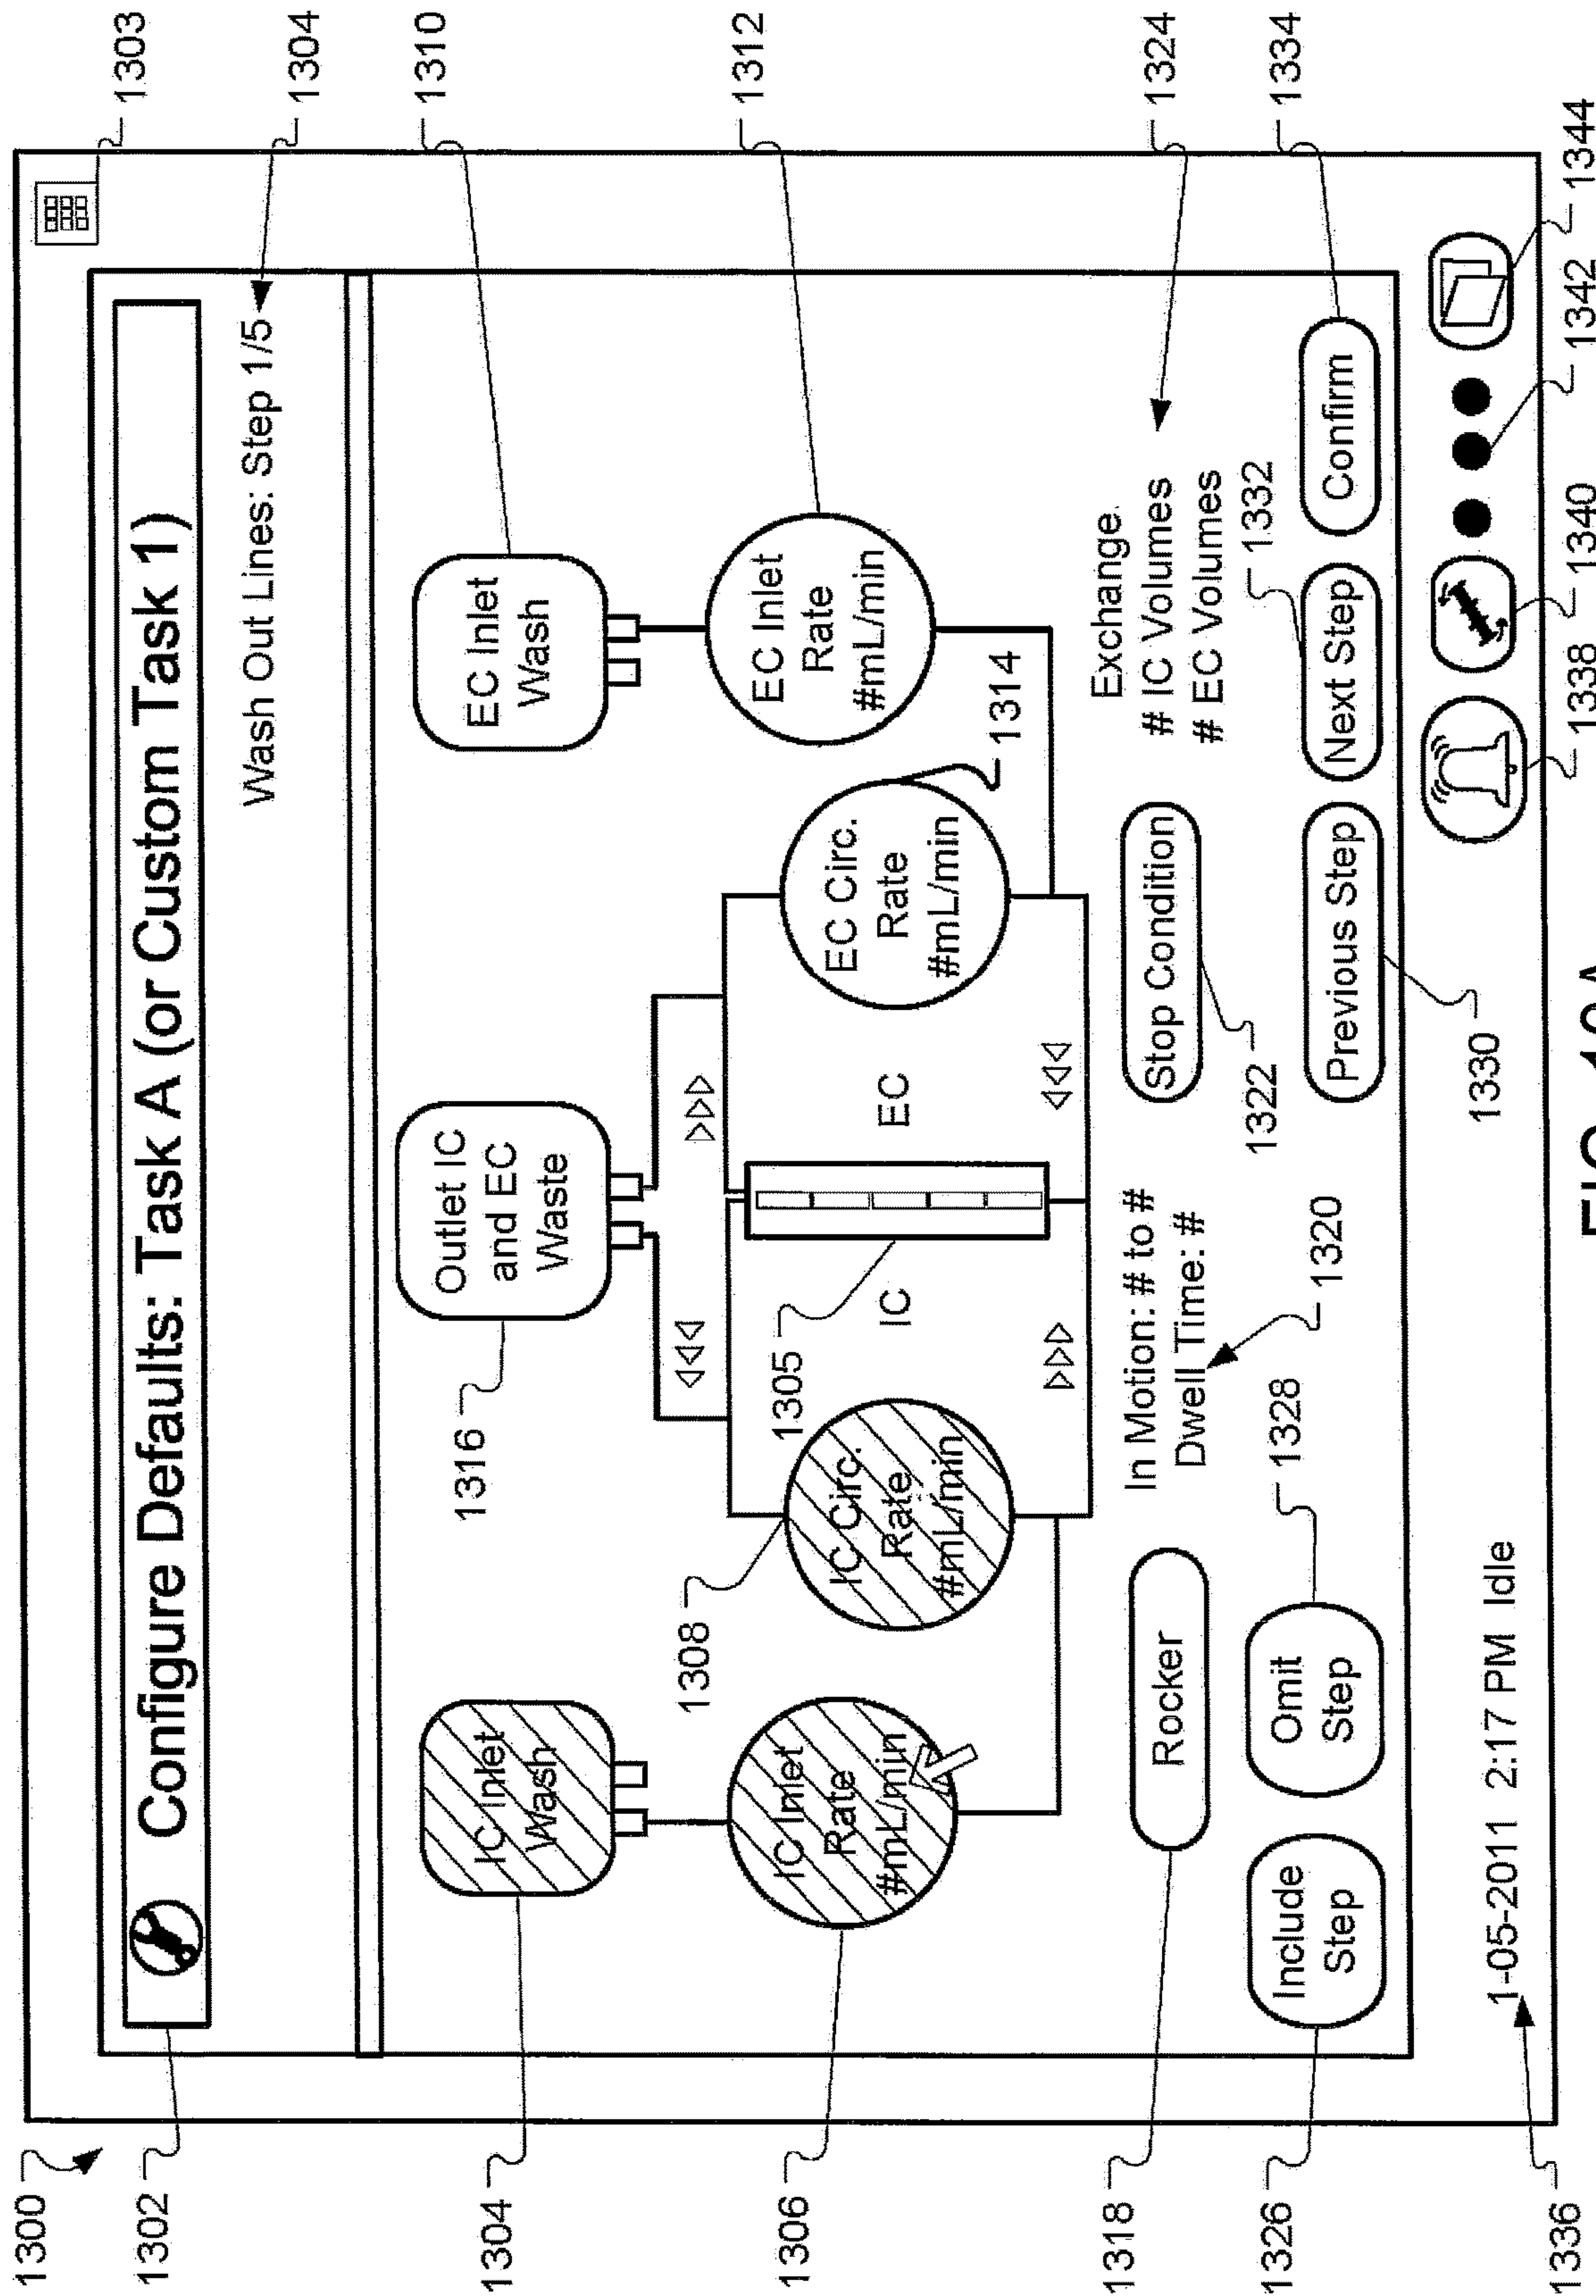 1300
1302
Configure Defaults: Task A (or Custom Task 1)
1303
Wash Out Lines: Step 1/5
1304
1304
IC Inlet
Wash
1316
Outlet IC
and EC
Waste
EC Inlet
Wash
1310
1306
IC Inlet
Rate
#mL/min
1308
IC Circ.
Rate
#mL/min
1305
IC
EC
EC Circ.
Rate
#mL/min
1314
EC Inlet
Rate
#mL/min
1312
1318
Rocker
In Motion: # to #
Dwell Time: #
1320
Stop Condition
1322
Exchange
# IC Volumes
# EC Volumes
1324
1326
Include
Step
Omit
Step
1328
Previous Step
1330
Next Step
1332
Confirm
1334
1-05-2011 2:17 PM Idle
1336
1338
1340
1342
1344